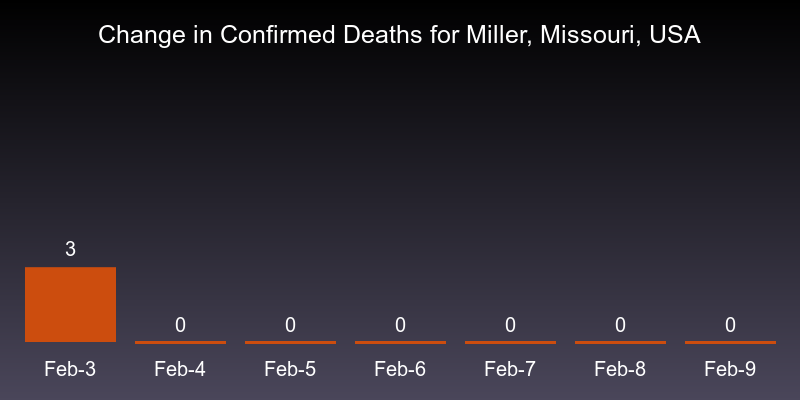 Change in Confirmed Deaths for Miller, Missouri, USA
3
0 0 0 0 0 0
Feb-3 Feb-4 Feb-5 Feb-6 Feb-7 Feb-8 Feb-9